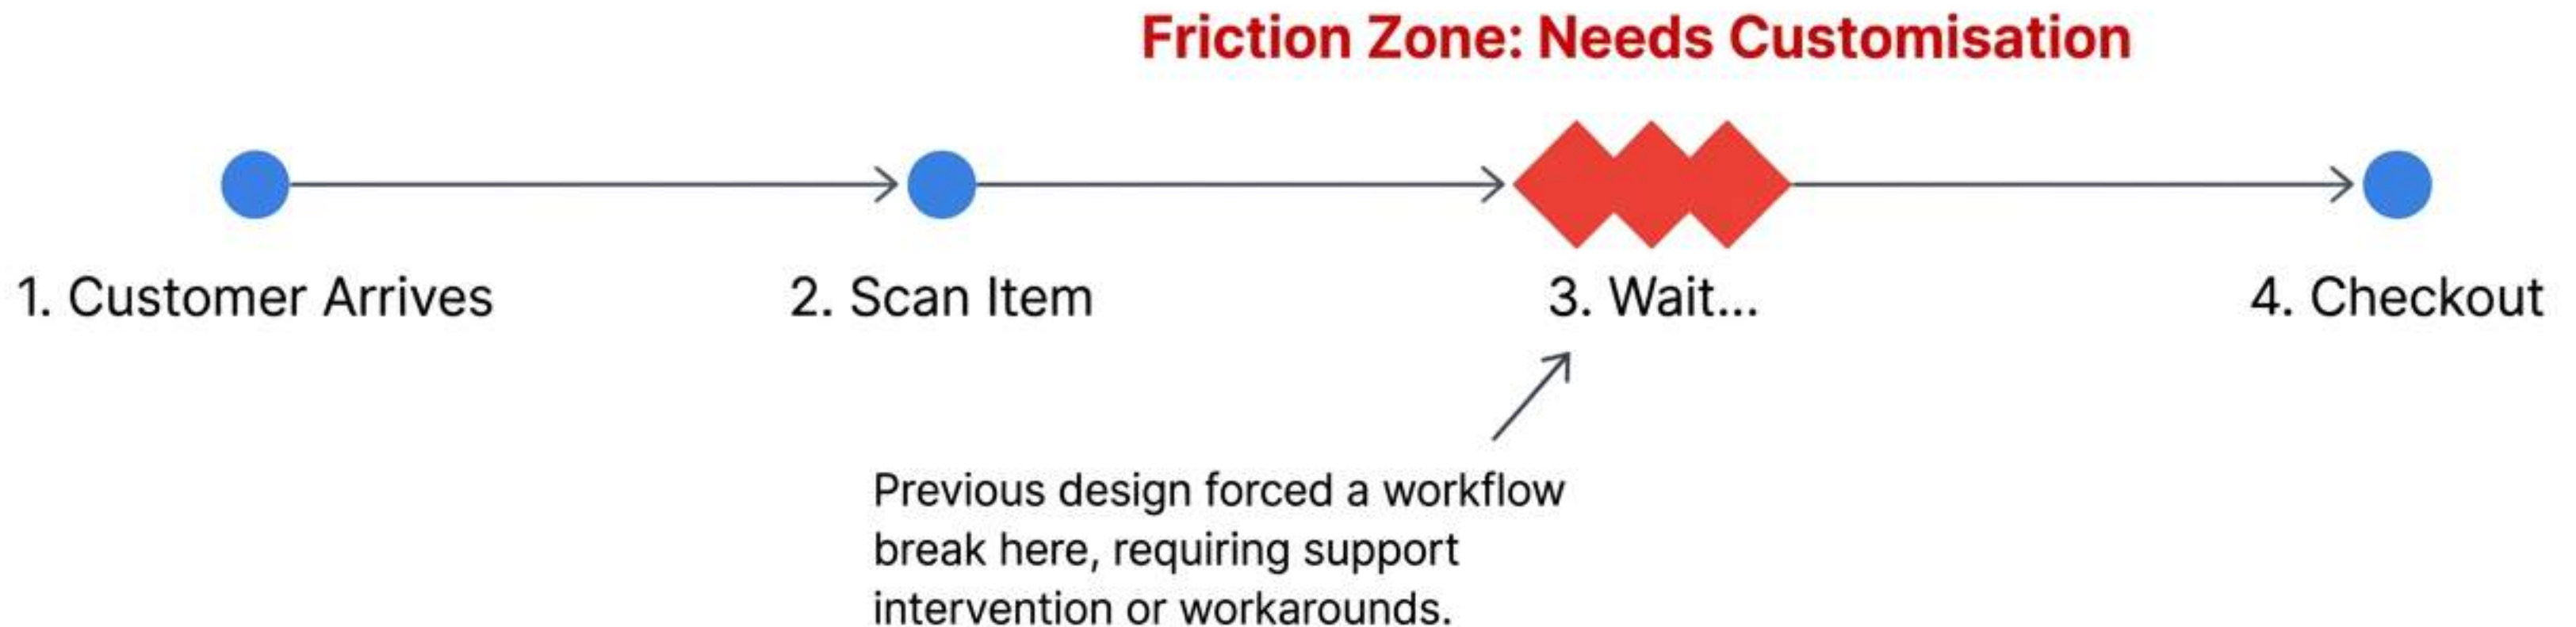 Friction Zone: Needs Customisation
1. Customer Arrives
2. Scan Item
3. Wait...
4. Checkout
Previous design forced a workflow
break here, requiring support
intervention or workarounds.